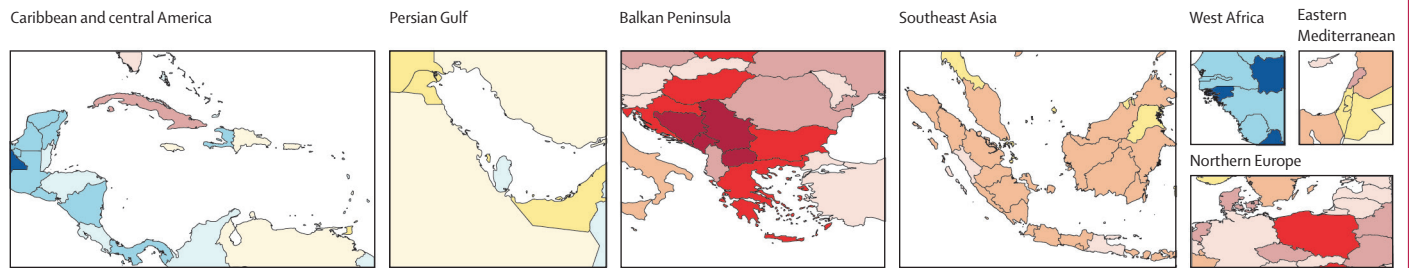 Caribbean and central America
Persian Gulf
Balkan Peninsula
Southeast Asia
West Africa
Eastern
Mediterranean
Northern Europe